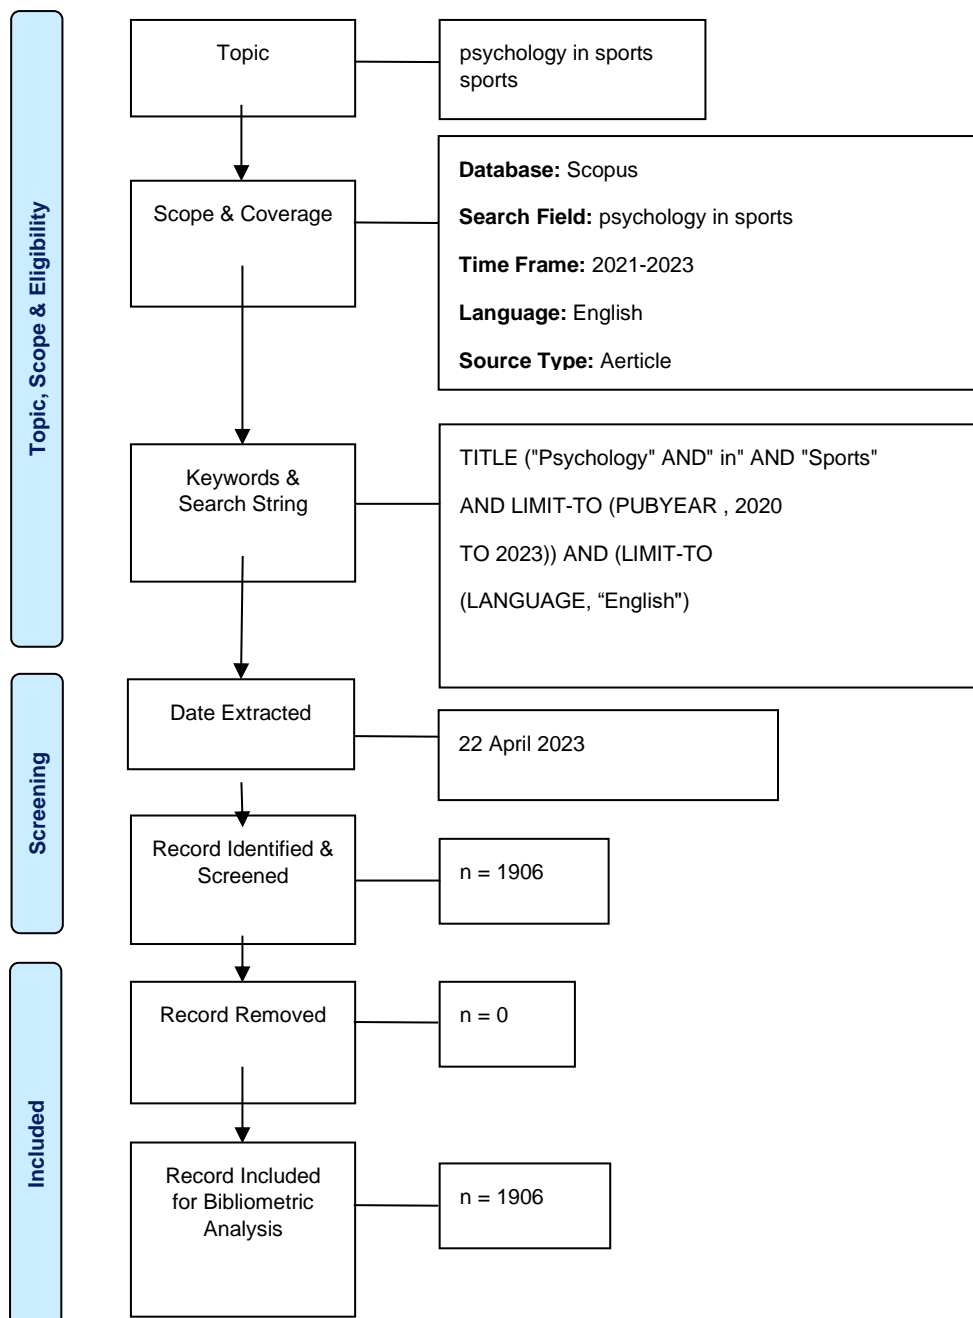 Topic, Scope & Eligibility
Topic
psychology in sports
sports
Scope & Coverage
Database: Scopus
Search Field: psychology in sports
Time Frame: 2021-2023
Language: English
Source Type: Aerticle
Keywords &
Search String
TITLE ("Psychology" AND" in" AND "Sports"
AND LIMIT-TO (PUBYEAR , 2020
TO 2023)) AND (LIMIT-TO
(LANGUAGE, “English")
Screening
Date Extracted
22 April 2023
Record Identified &
Screened
n = 1906
Included
Record Removed
n = 0
Record Included
for Bibliometric
Analysis
n = 1906